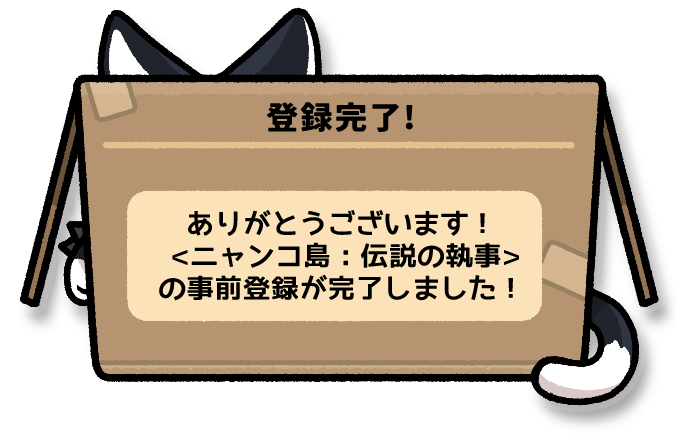 登録完了!
ありがとうございます！
<ニャンコ島：伝説の執事>
の事前登録が完了しました！